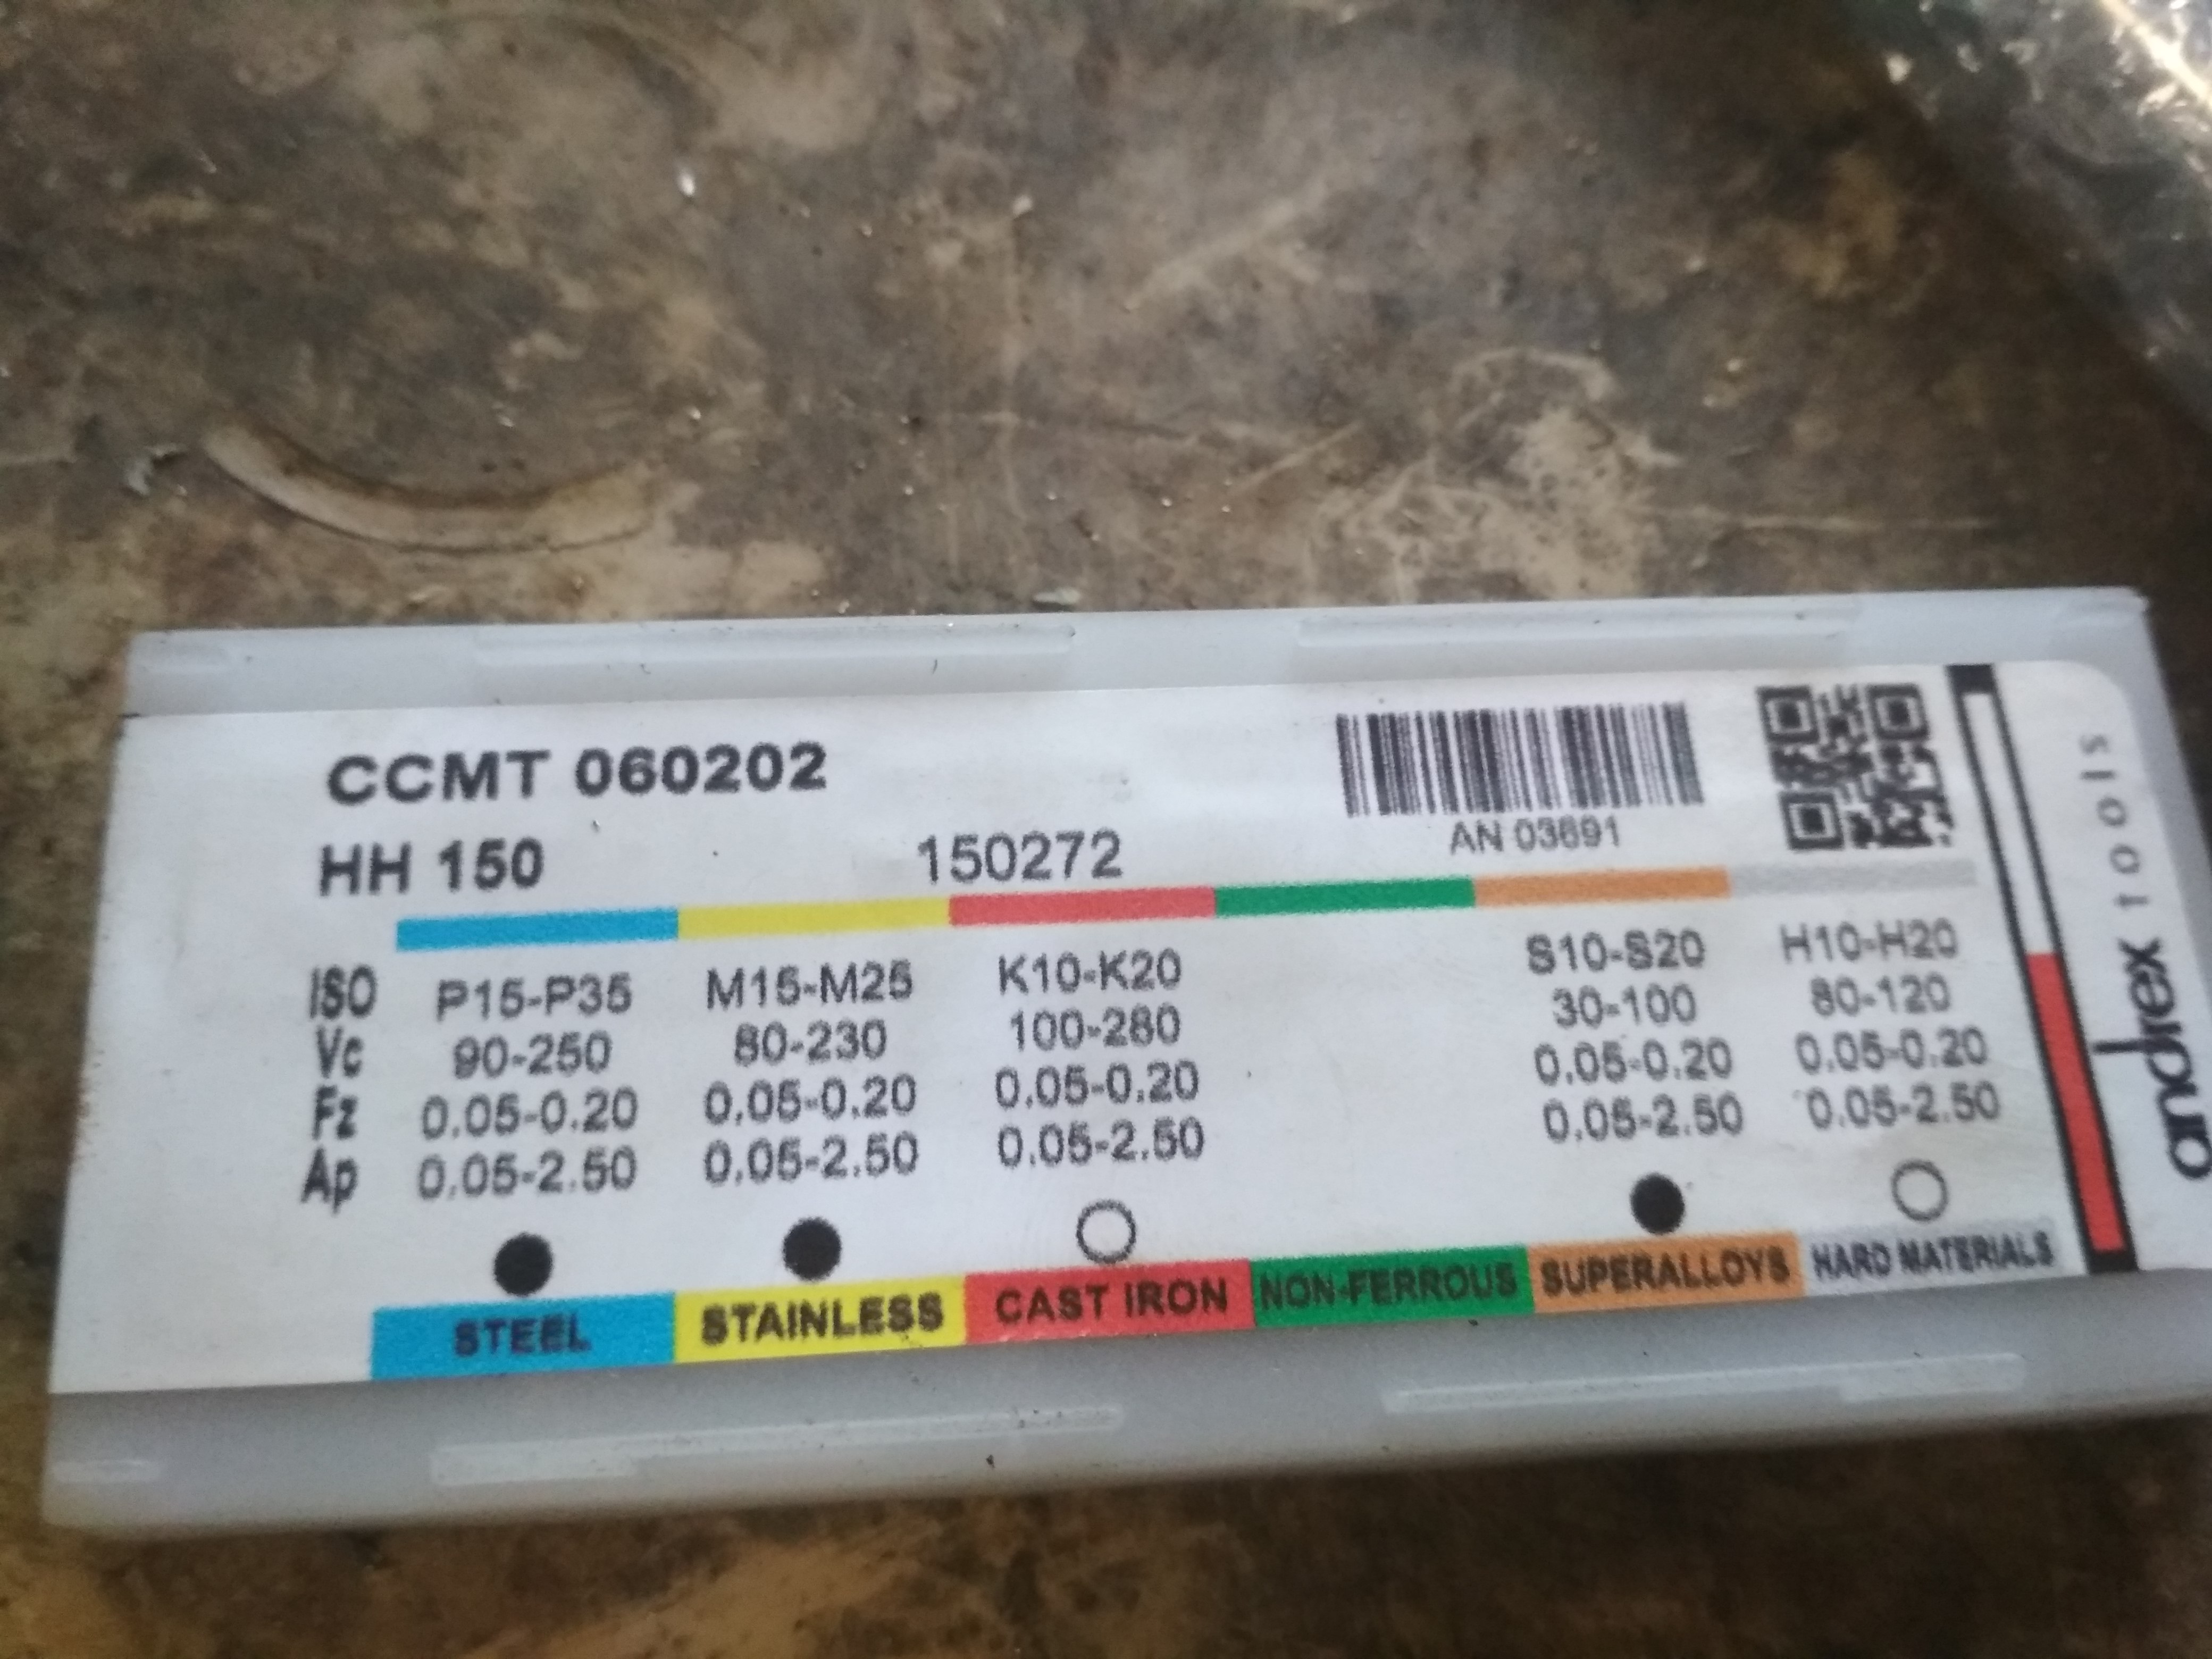 CCMT 060202
HH 150
150272
AN 03691
ISO P15-P35 M15-M25 K10-K20 S10-S20 H10-H20
Vc 90-250 80-230 100-280 30-100 80-120
Fz 0.05-0.20 0.05-0.20 0.05-0.20 0.05-0.20 0.05-0.20
Ap 0.05-2.50 0.05-2.50 0.05-2.50 0.05-2.50 0.05-2.50
STEEL STAINLESS CAST IRON NON-FERROUS SUPERALLOYS HARD MATERIALS
andrex tools